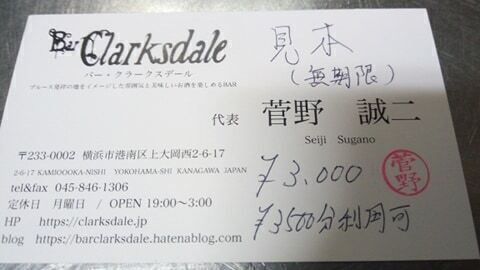 Bar Clarksdale
バー・クラークスデール
ブルース発祥の地をイメージした雰囲気と美味しいお酒を楽しめるBAR
見本
(無期限)
代表 菅野 誠二
Seiji Sugano
〒233-0002 横浜市港南区上大岡西2-6-17
2-6-17 KAMIOOOKA-NISHI YOKOHAMA-SHI KANAGAWA JAPAN
tel&fax 045-846-1306
定休日 月曜日 / OPEN 19:00~3:00
HP https://clarksdale.jp
blog https://barclarksdale.hatenablog.com
¥3,000
菅野
¥3500分利用可